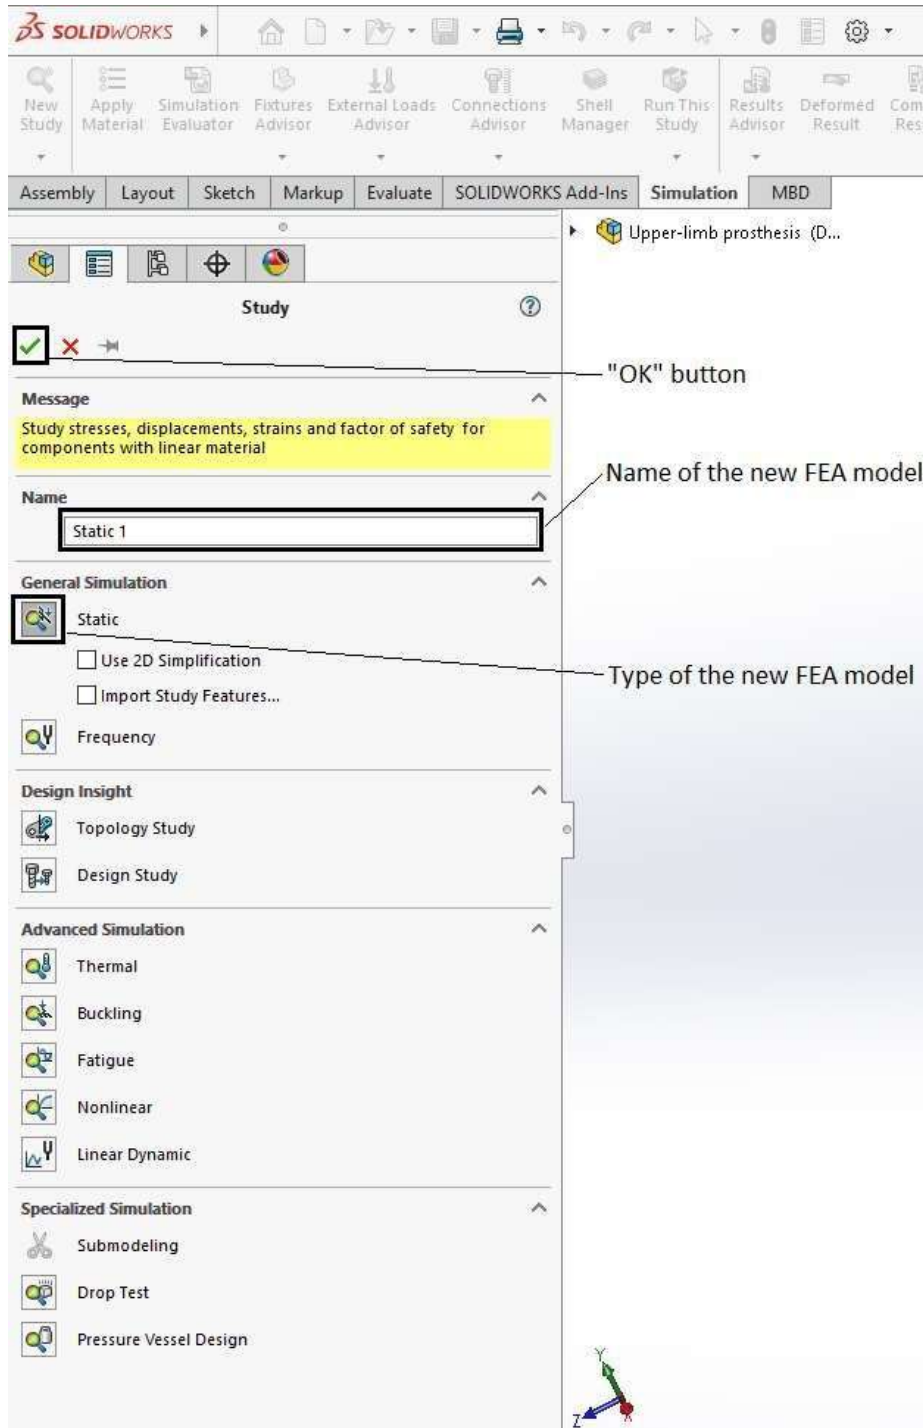 SOLIDWORKS
New Study
Apply Material
Simulation Evaluator
Fixtures Advisor
External Loads Advisor
Connections Advisor
Shell Manager
Run This Study
Results Advisor
Deformed Result
Assembly Layout Sketch Markup Evaluate SOLIDWORKS Add-Ins Simulation MBD
Upper-limb prosthesis (D...
Study
"OK" button
Message
Study stresses, displacements, strains and factor of safety for
components with linear material
Name of the new FEA model
Name
Static 1
General Simulation
Static
Use 2D Simplification
Type of the new FEA model
Import Study Features...
Frequency
Design Insight
Topology Study
Design Study
Advanced Simulation
Thermal
Buckling
Fatigue
Nonlinear
Linear Dynamic
Specialized Simulation
Submodeling
Drop Test
Pressure Vessel Design
Y
Z
X